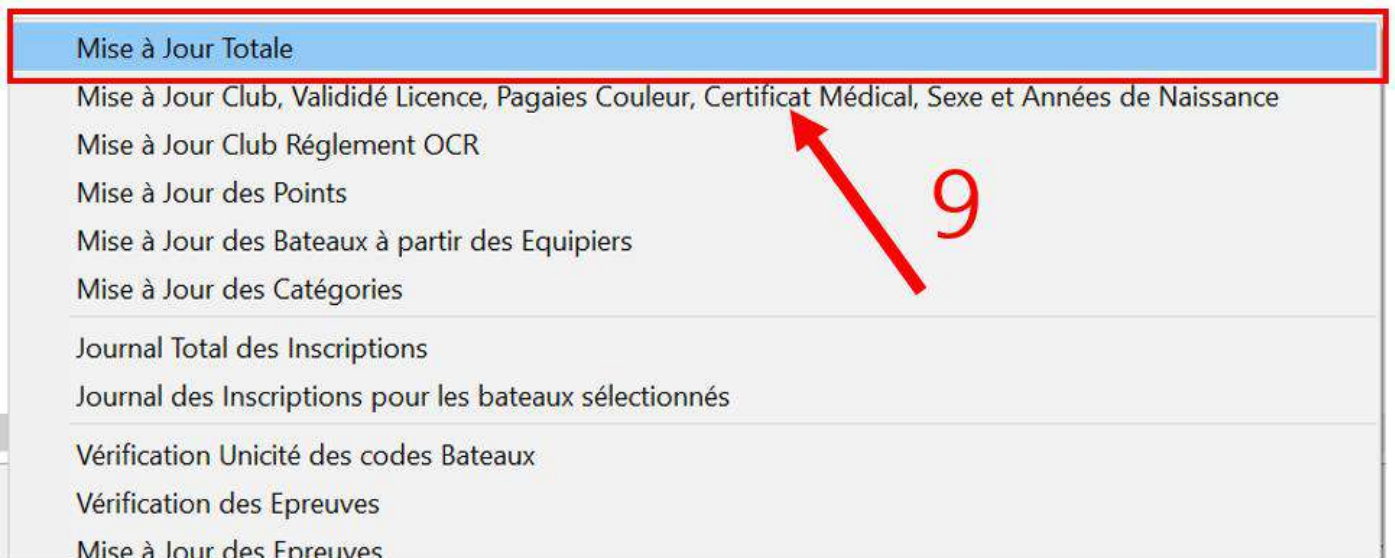 Mise à Jour Totale
Mise à Jour Club, Valididé Licence, Pagaies Couleur, Certificat Médical, Sexe et Années de Naissance
Mise à Jour Club Réglement OCR
Mise à Jour des Points
9
Mise à Jour des Bateaux à partir des Equipiers
Mise à Jour des Catégories
Journal Total des Inscriptions
Journal des Inscriptions pour les bateaux sélectionnés
Vérification Unicité des codes Bateaux
Vérification des Epreuves
Mise à Jour des Epreuves